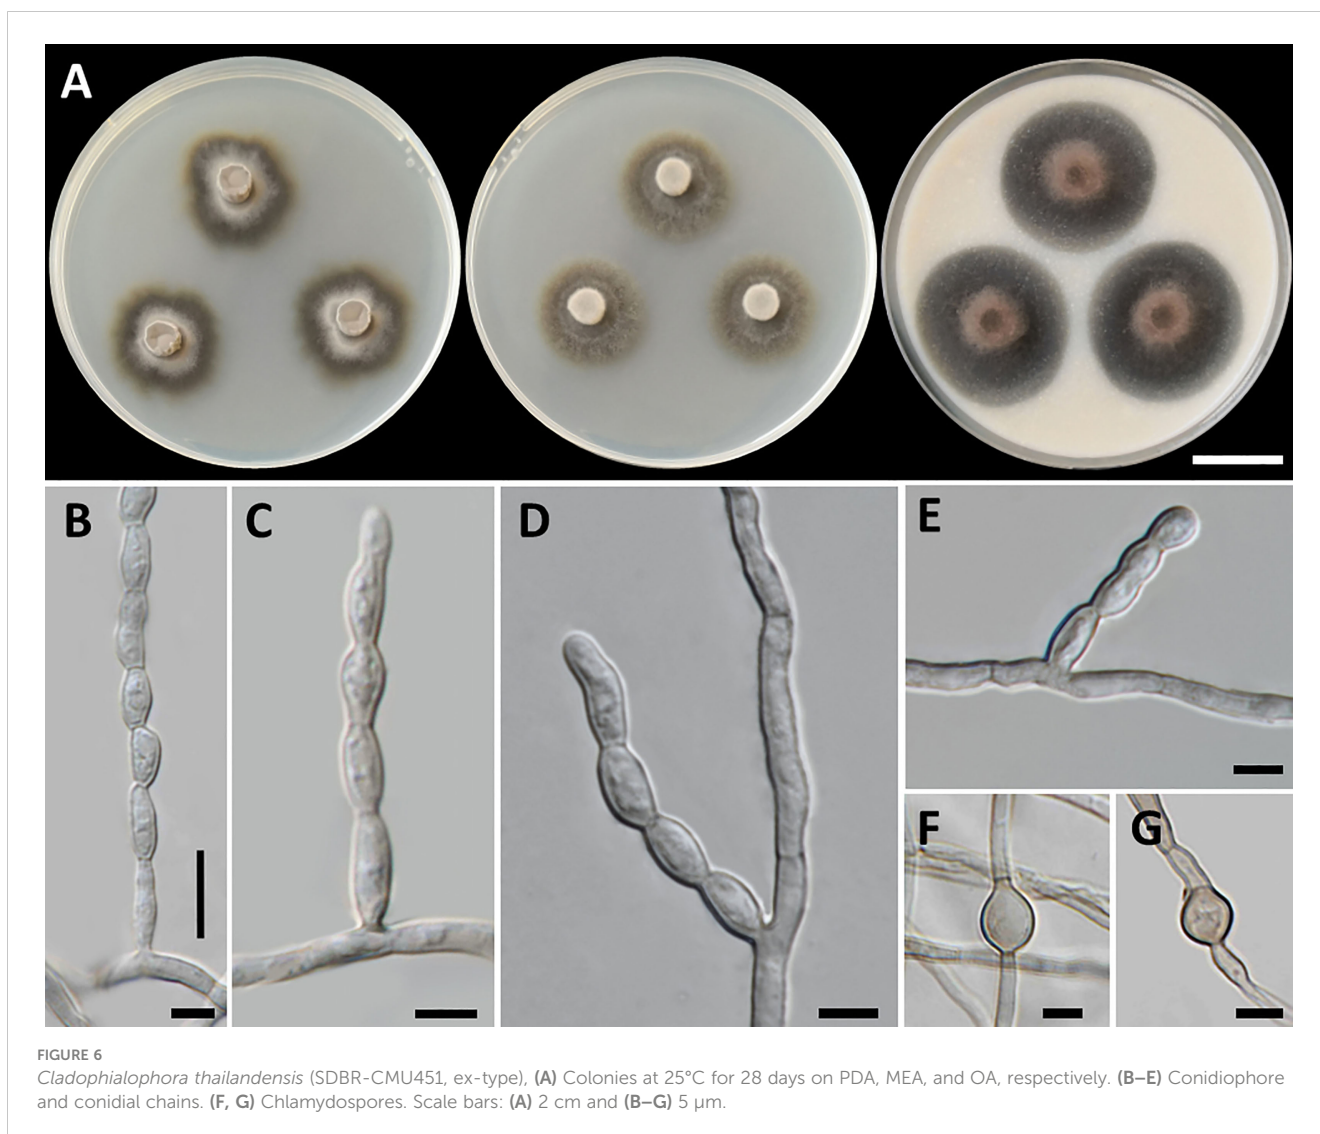 A
B
C
D
E
F
G
FIGURE 6
Cladophialophora thailandensis (SDBR-CMU451, ex-type), (A) Colonies at 25°C for 28 days on PDA, MEA, and OA, respectively. (B–E) Conidiophore
and conidial chains. (F, G) Chlamydospores. Scale bars: (A) 2 cm and (B–G) 5 μm.